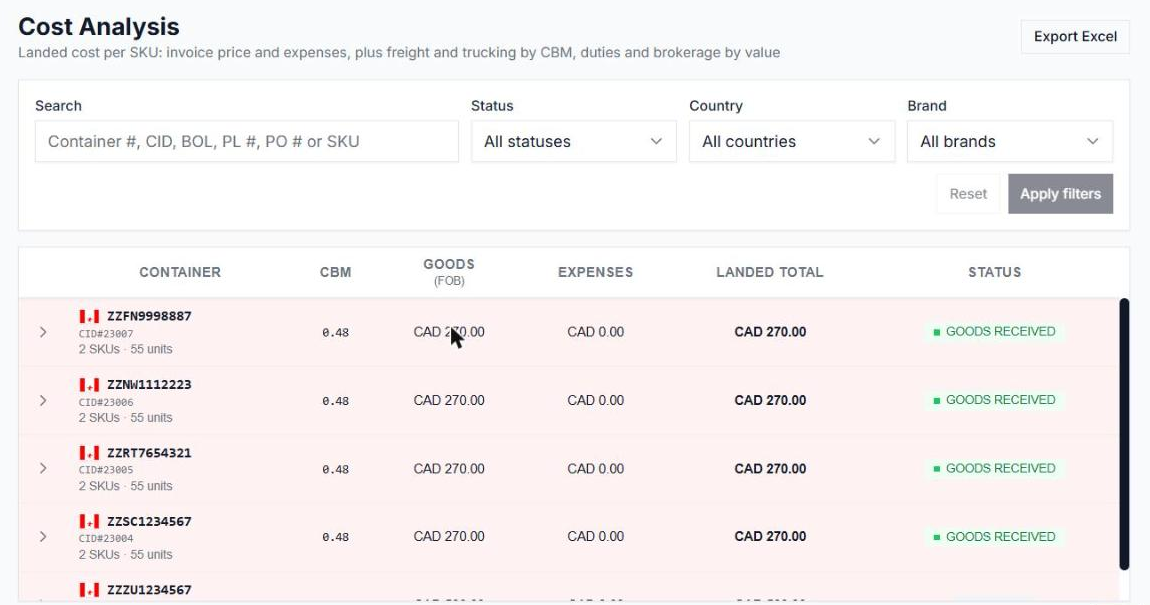 Cost Analysis
Landed cost per SKU: invoice price and expenses, plus freight and trucking by CBM, duties and brokerage by value
Export Excel
Search
Status
Country
Brand
Container #, CID, BOL, PL #, PO # or SKU
All statuses
All countries
All brands
Reset
Apply filters
CONTAINER
CBM
GOODS
(FOB)
EXPENSES
LANDED TOTAL
STATUS
ZZFN9998887
CID#23007
2 SKUs · 55 units
0.48
CAD 270.00
CAD 0.00
CAD 270.00
GOODS RECEIVED
ZZNW1112223
CID#23006
2 SKUs · 55 units
0.48
CAD 270.00
CAD 0.00
CAD 270.00
GOODS RECEIVED
ZZRT7654321
CID#23005
2 SKUs · 55 units
0.48
CAD 270.00
CAD 0.00
CAD 270.00
GOODS RECEIVED
ZZSC1234567
CID#23004
2 SKUs · 55 units
0.48
CAD 270.00
CAD 0.00
CAD 270.00
GOODS RECEIVED
ZZZU1234567